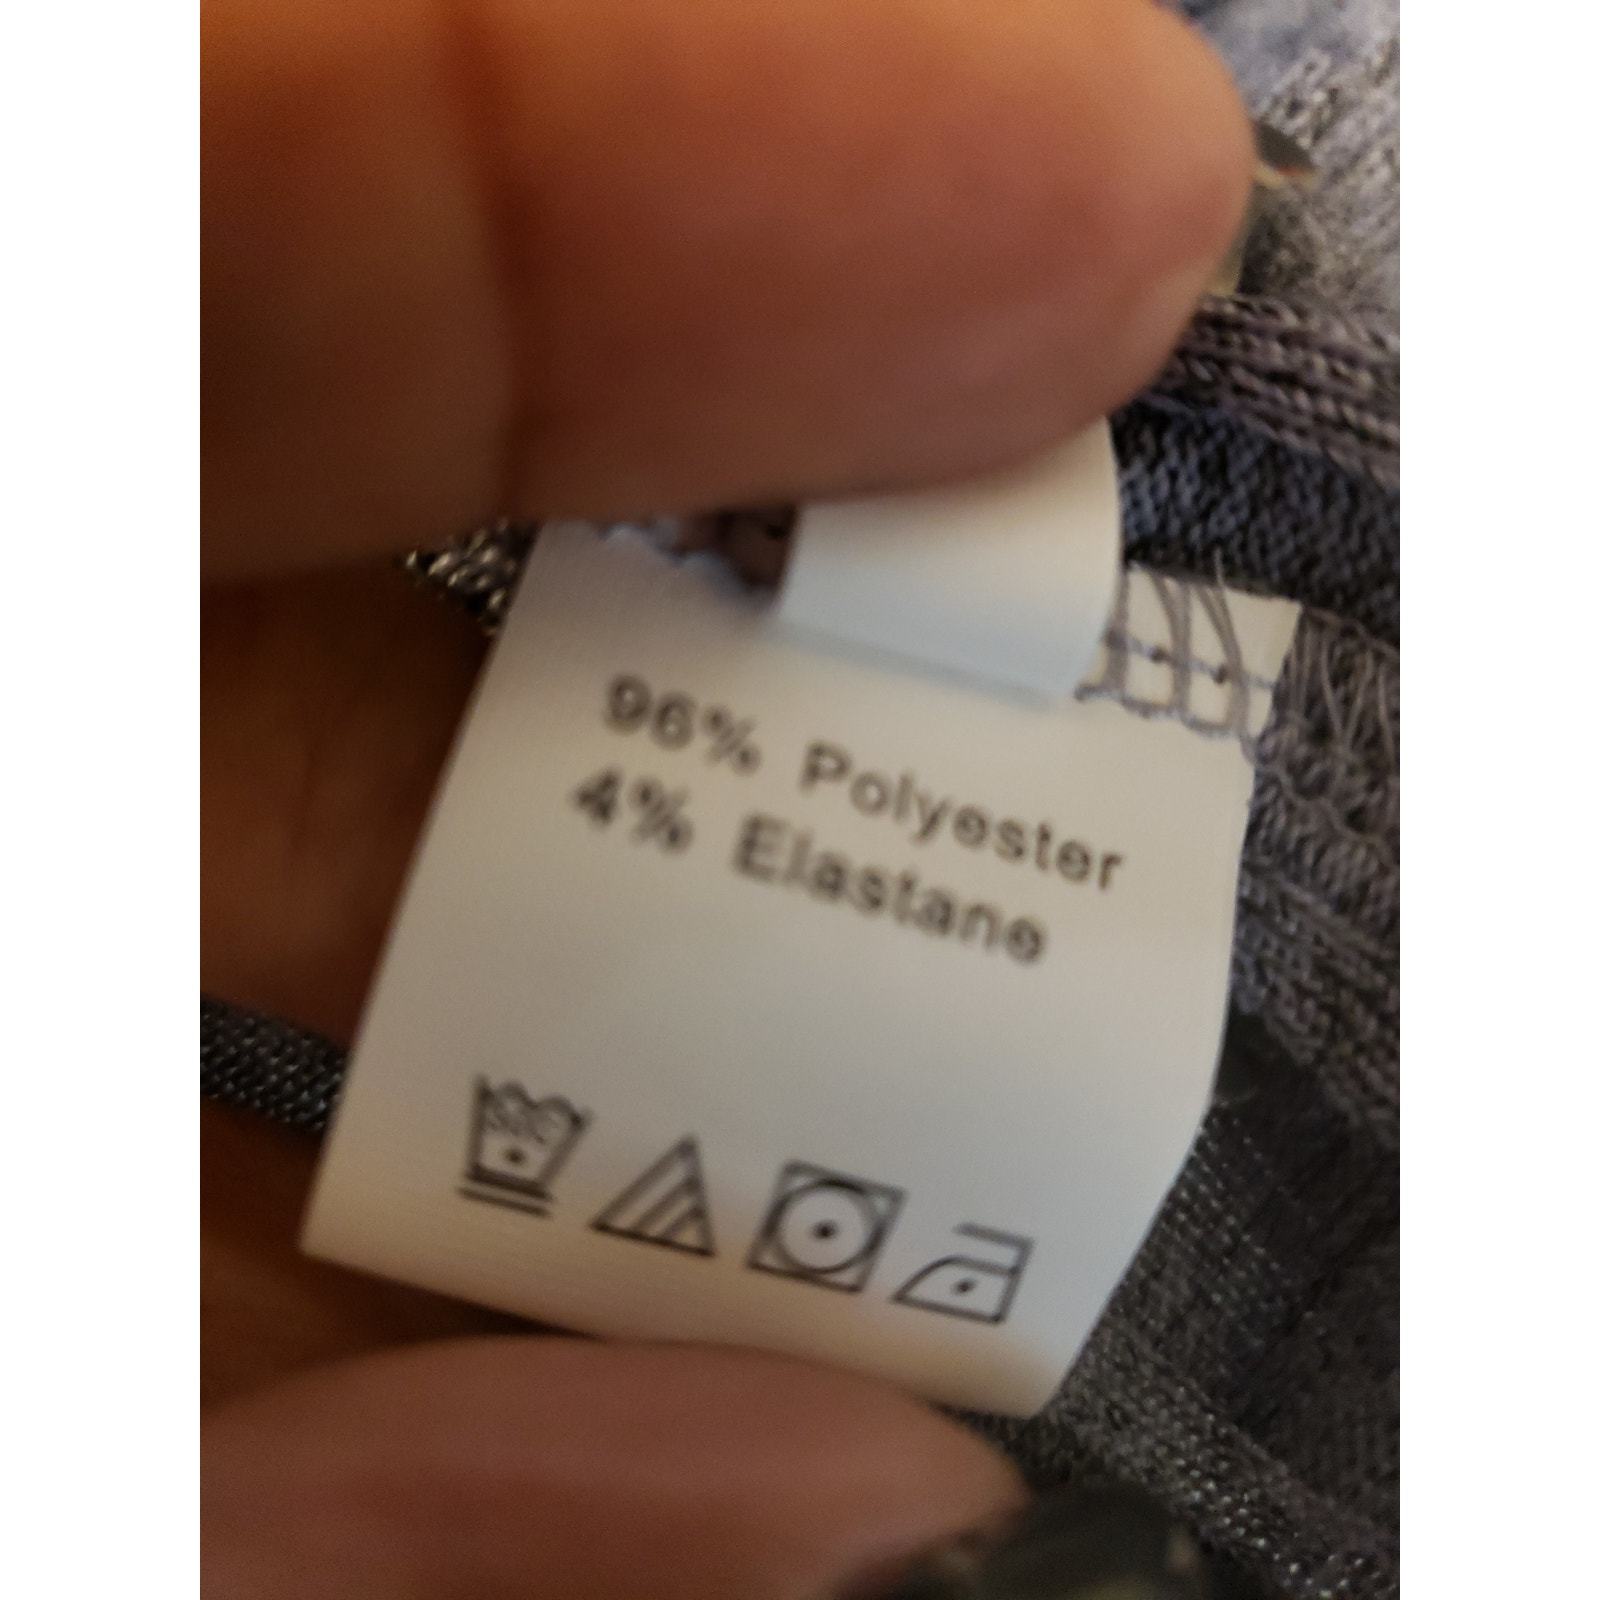 96% Polyester
4% Elastane